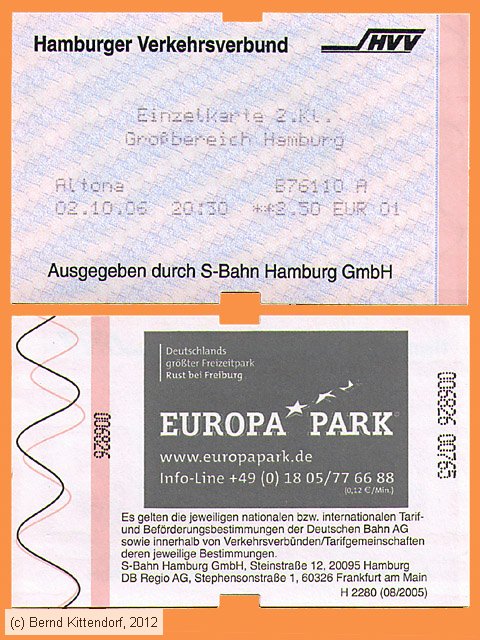 Hamburger Verkehrsverbund
HVV
Einzelkarte 2.Kl.
Großbereich Hamburg
Altona B76110 A
02.10.06 20:30 **2.50 EUR 01
Ausgegeben durch S-Bahn Hamburg GmbH
Deutschlands
größter Freizeitpark
Rust bei Freiburg
EUROPA PARK
www.europapark.de
Info-Line +49 (0) 18 05/77 66 88
(0,12 €/Min.)
006826
006826 00765
Es gelten die jeweiligen nationalen bzw. internationalen Tarif-
und Beförderungsbestimmungen der Deutschen Bahn AG
sowie innerhalb von Verkehrsverbünden/Tarifgemeinschaften
deren jeweilige Bestimmungen.
S-Bahn Hamburg GmbH, Steinstraße 12, 20095 Hamburg
DB Regio AG, Stephensonstraße 1, 60326 Frankfurt am Main
H 2280 (08/2005)
(c) Bernd Kittendorf, 2012